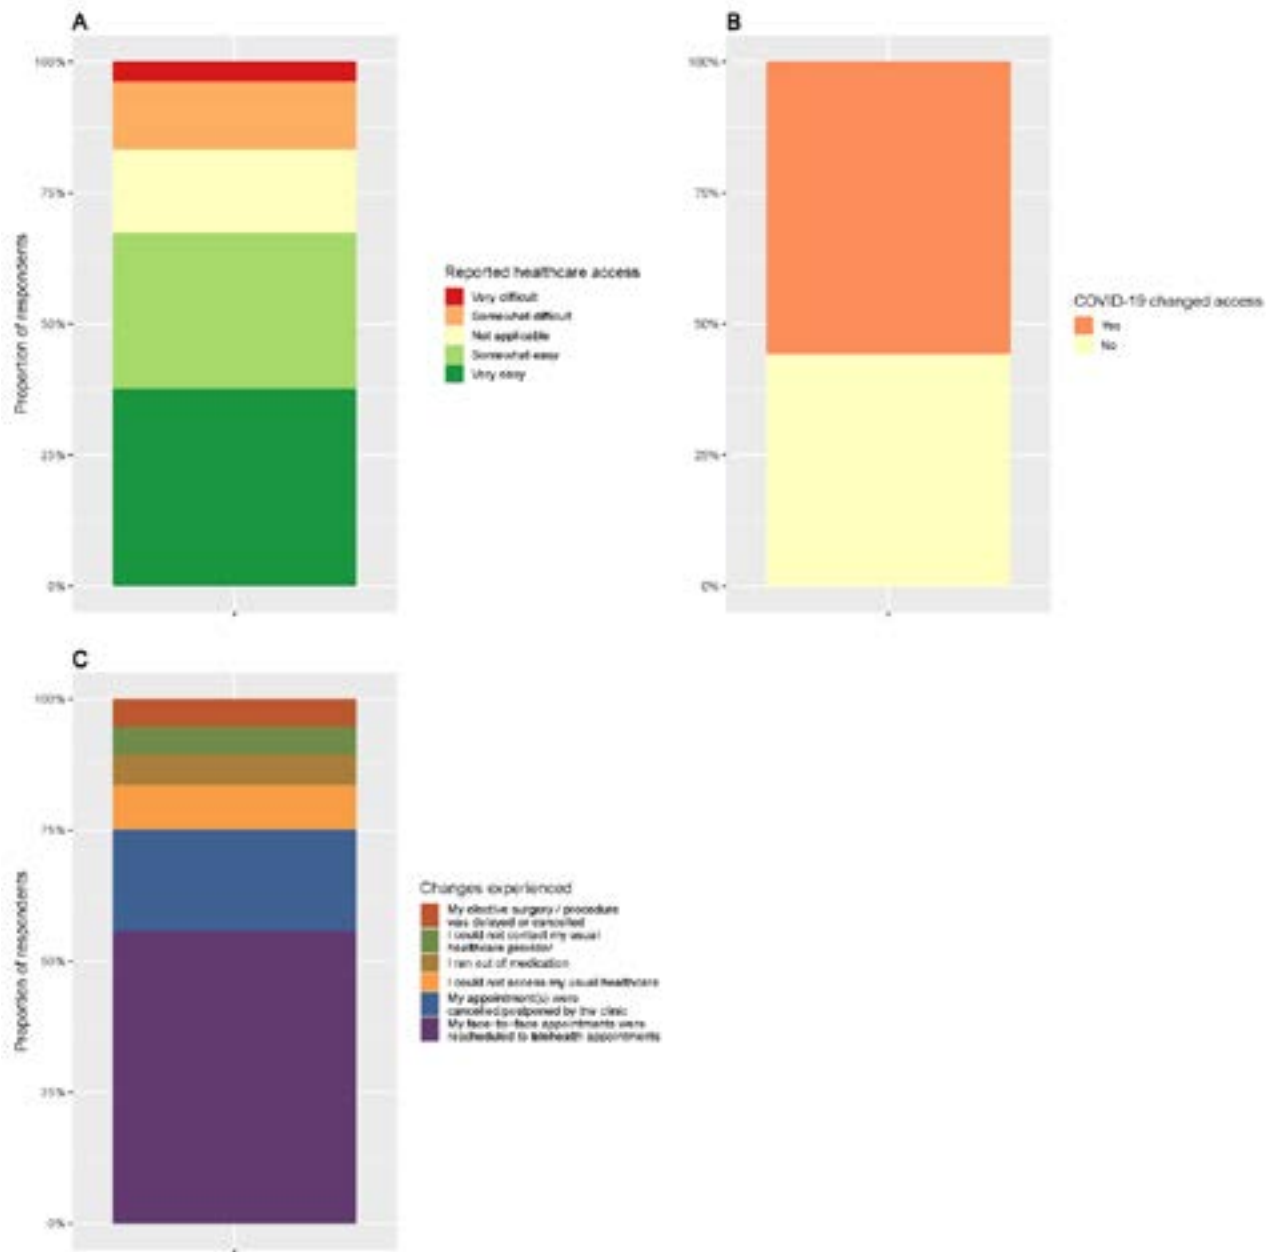 A
100%
75%
50%
25%
0%
Proportion of respondents
Reported healthcare access
Very difficult
Somewhat difficult
Not applicable
Somewhat easy
Very easy
B
100%
75%
50%
25%
0%
COVID-19 changed access
Yes
No
C
100%
75%
50%
25%
0%
Proportion of respondents
Changes experienced
My elective surgery / procedure
was delayed or cancelled
I could not contact my usual
healthcare provider
I ran out of medication
I could not access my usual healthcare
My appointment(s) were
cancelled/postponed by the clinic
My face-to-face appointments were
rescheduled to telehealth appointments